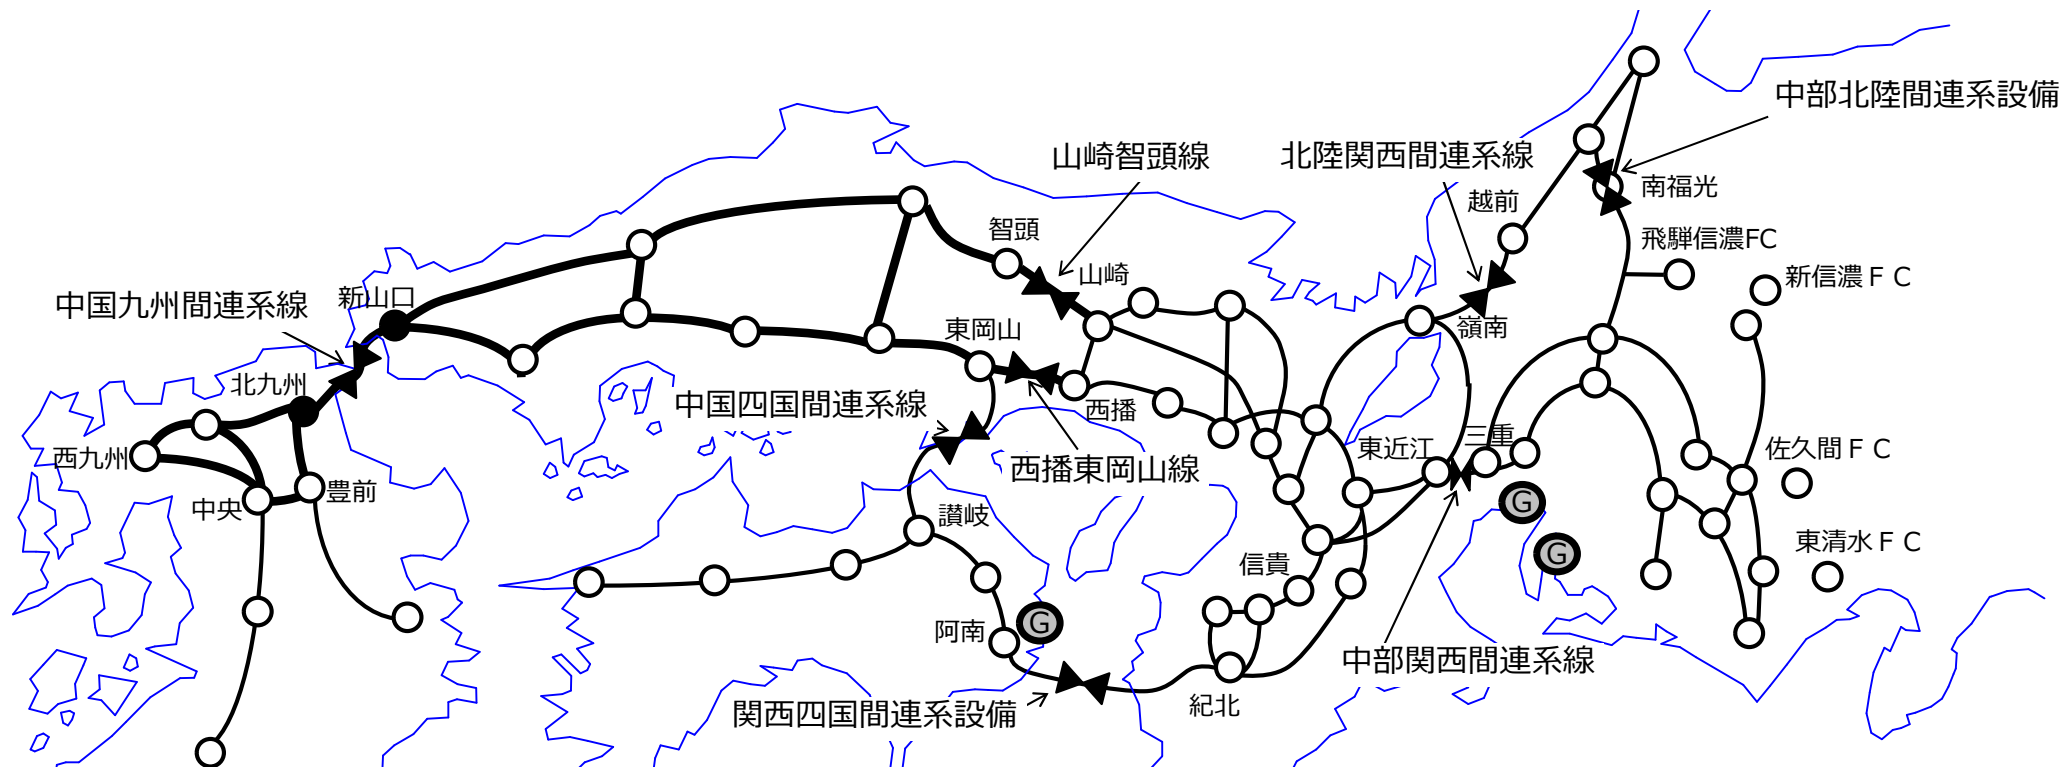 中部北陸間連系設備
山崎智頭線
北陸関西間連系線
南福光
越前
智頭
飛騨信濃FC
山崎
新信濃ＦＣ
新山口
中国九州間連系線
東岡山
嶺南
北九州
中国四国間連系線
西播
三重
東近江
佐久間ＦＣ
西九州
西播東岡山線
豊前
中央
G
讃岐
東清水ＦＣ
G
信貴
G
阿南
中部関西間連系線
紀北
関西四国間連系設備